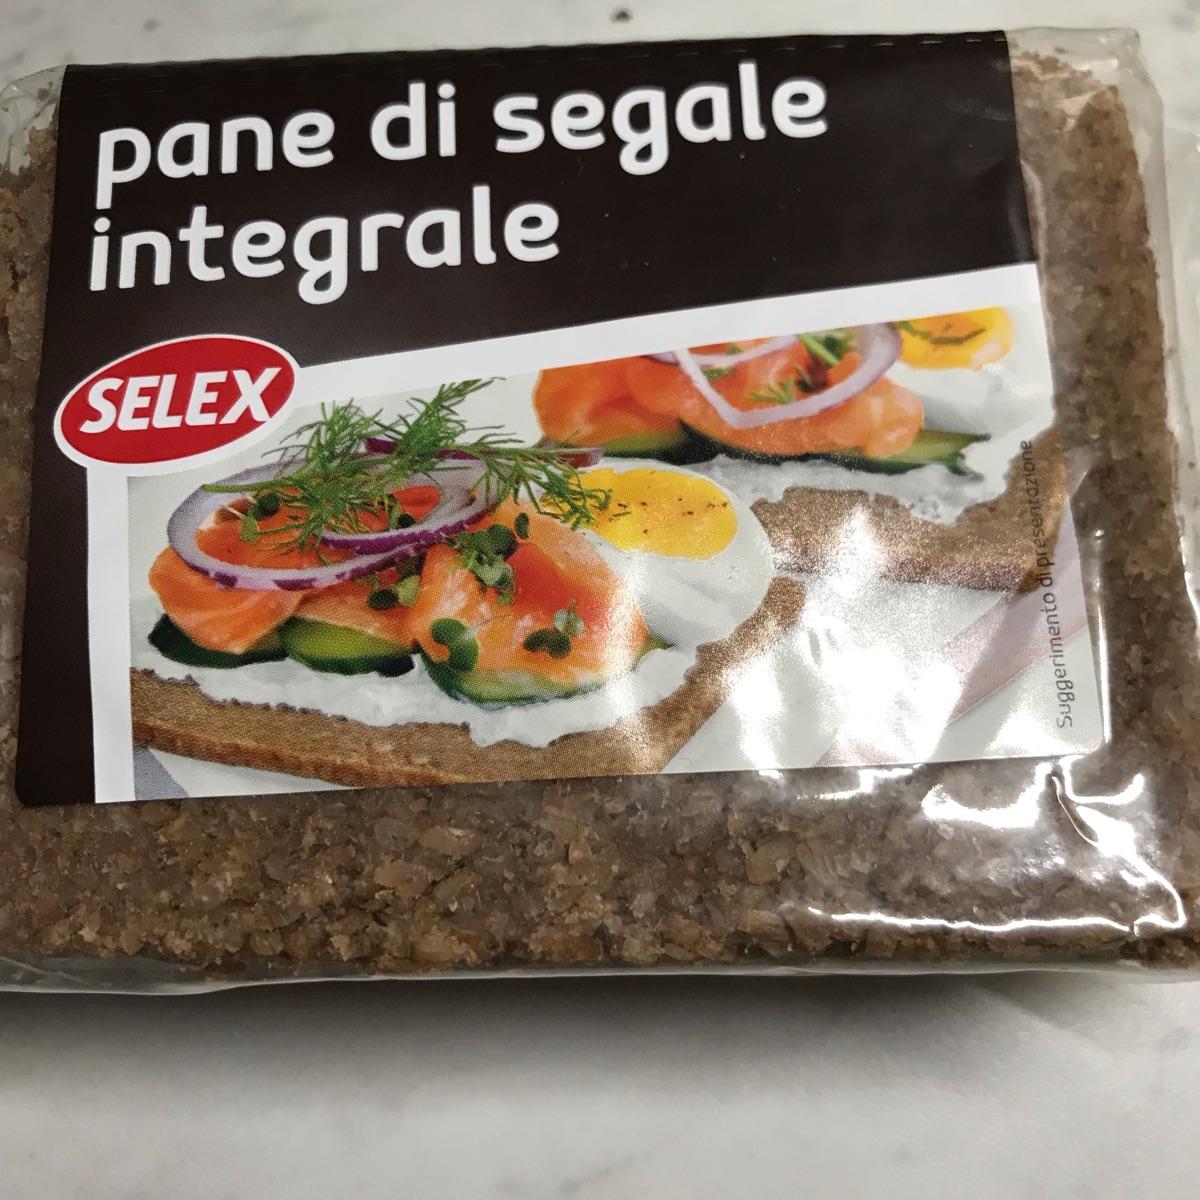 pane di segale
integrale
SELEX
Suggerimento di presentazione